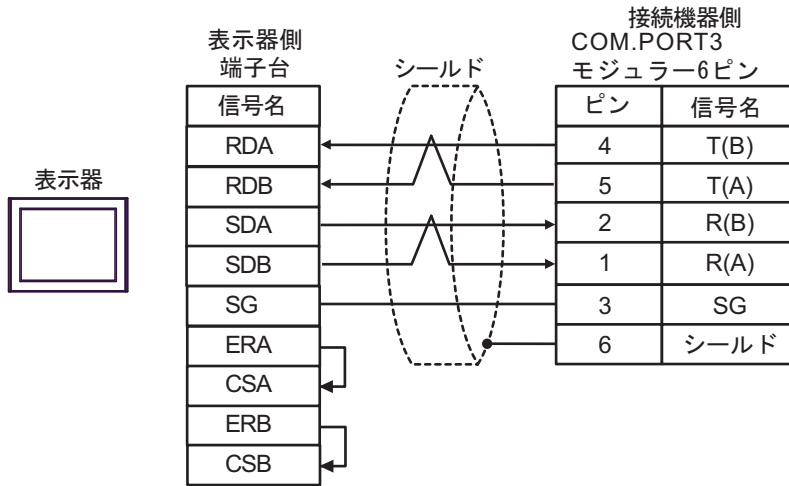 接続機器側
表示器側
COM.PORT3
端子台
シールド
モジュラー6ピン
信号名
ピン
信号名
RDA
4
T(B)
RDB
5
T(A)
表示器
SDA
2
R(B)
SDB
1
R(A)
SG
3
SG
ERA
6
シールド
CSA
ERB
CSB